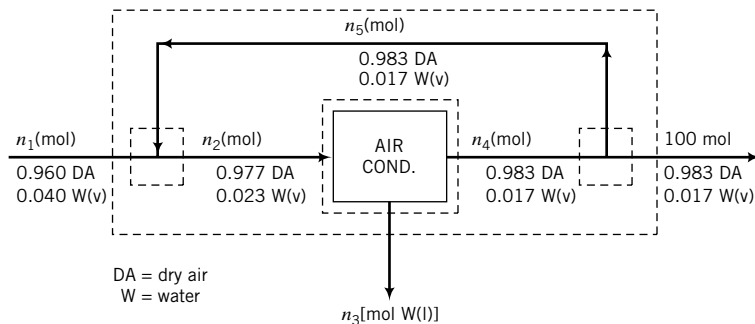 n5(mol)
0.983 DA
0.017 W(v)
n1(mol)
0.960 DA
0.040 W(v)
n2(mol)
0.977 DA
0.023 W(v)
AIR
COND.
n4(mol)
0.983 DA
0.017 W(v)
100 mol
0.983 DA
0.017 W(v)
DA = dry air
W = water
n3[mol W(l)]